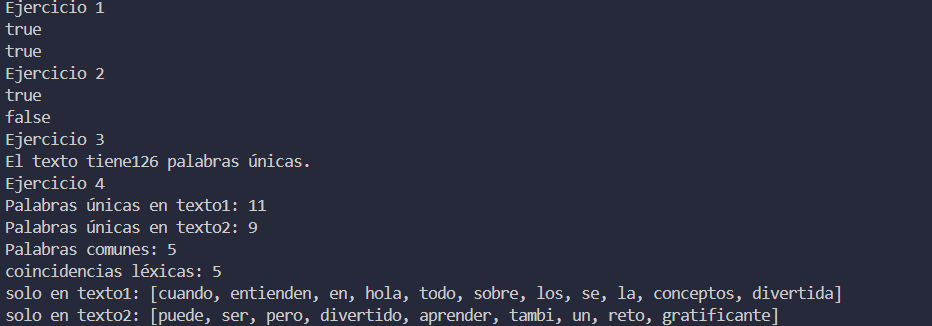 Ejercicio 1
true
true
Ejercicio 2
true
false
Ejercicio 3
El texto tiene126 palabras únicas.
Ejercicio 4
Palabras únicas en texto1: 11
Palabras únicas en texto2: 9
Palabras comunes: 5
coincidencias léxicas: 5
solo en texto1: [cuando, entienden, en, hola, todo, sobre, los, se, la, conceptos, divertida]
solo en texto2: [puede, ser, pero, divertido, aprender, tambi, un, reto, gratificante]